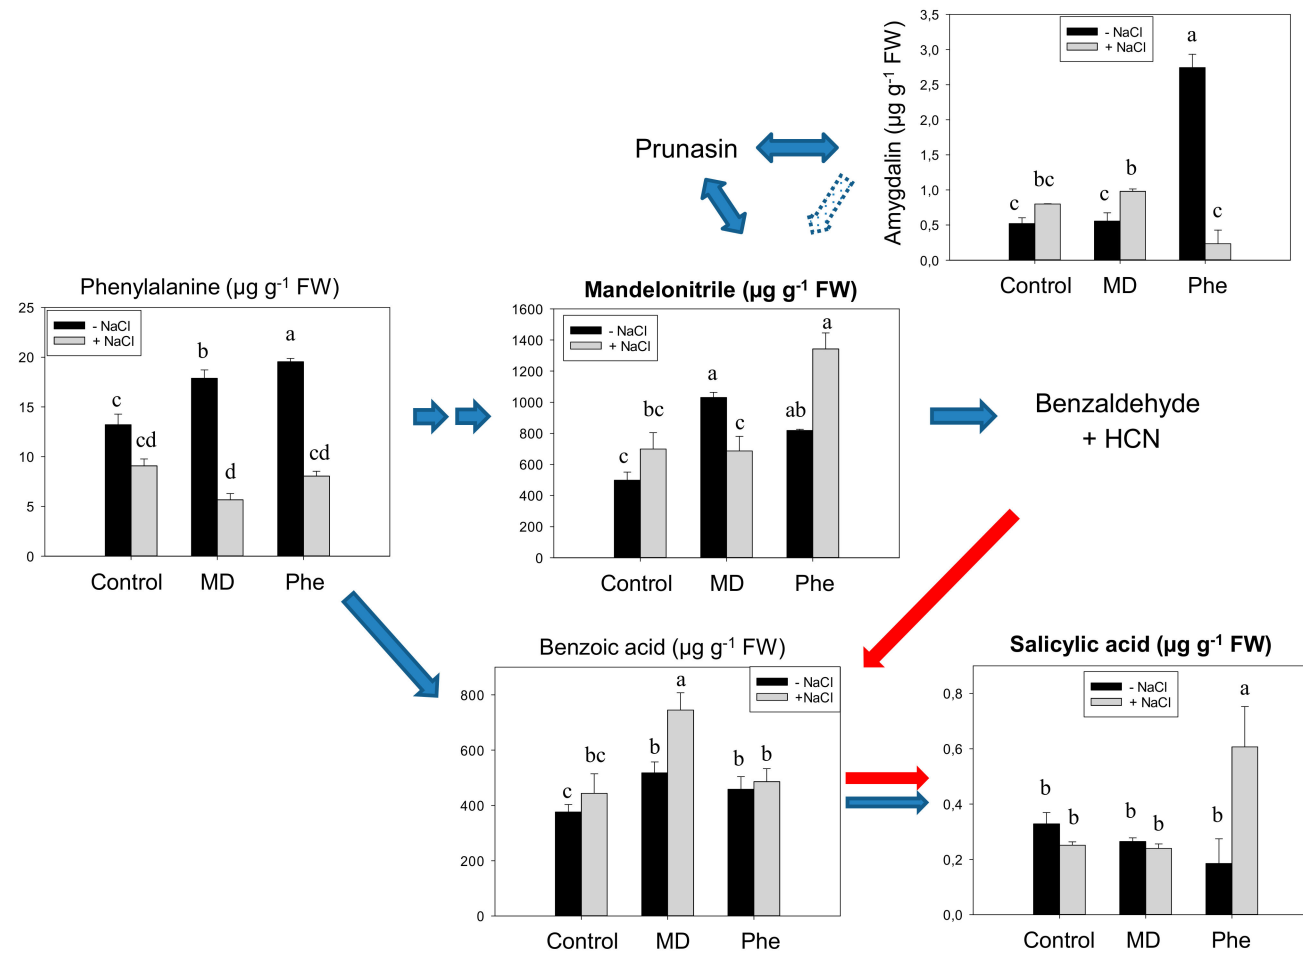 Amygdalin (µg g-1 FW)
3,5
3,0
2,5
2,0
1,5
1,0
0,5
0,0
- NaCl
+ NaCl
c
bc
c
b
a
c
Control
MD
Phe
Prunasin
Phenylalanine (µg g-1 FW)
25
20
15
10
5
0
- NaCl
+ NaCl
c
cd
b
d
a
cd
Control
MD
Phe
Mandelonitrile (µg g-1 FW)
1600
1400
1200
1000
800
600
400
200
0
- NaCl
+ NaCl
c
bc
a
c
ab
a
Control
MD
Phe
Benzaldehyde
+ HCN
Benzoic acid (µg g-1 FW)
800
600
400
200
0
- NaCl
+NaCl
c
bc
b
a
b
b
Control
MD
Phe
Salicylic acid (µg g-1 FW)
0,8
0,6
0,4
0,2
0,0
- NaCl
+ NaCl
b
b
b
b
b
a
Control
MD
Phe